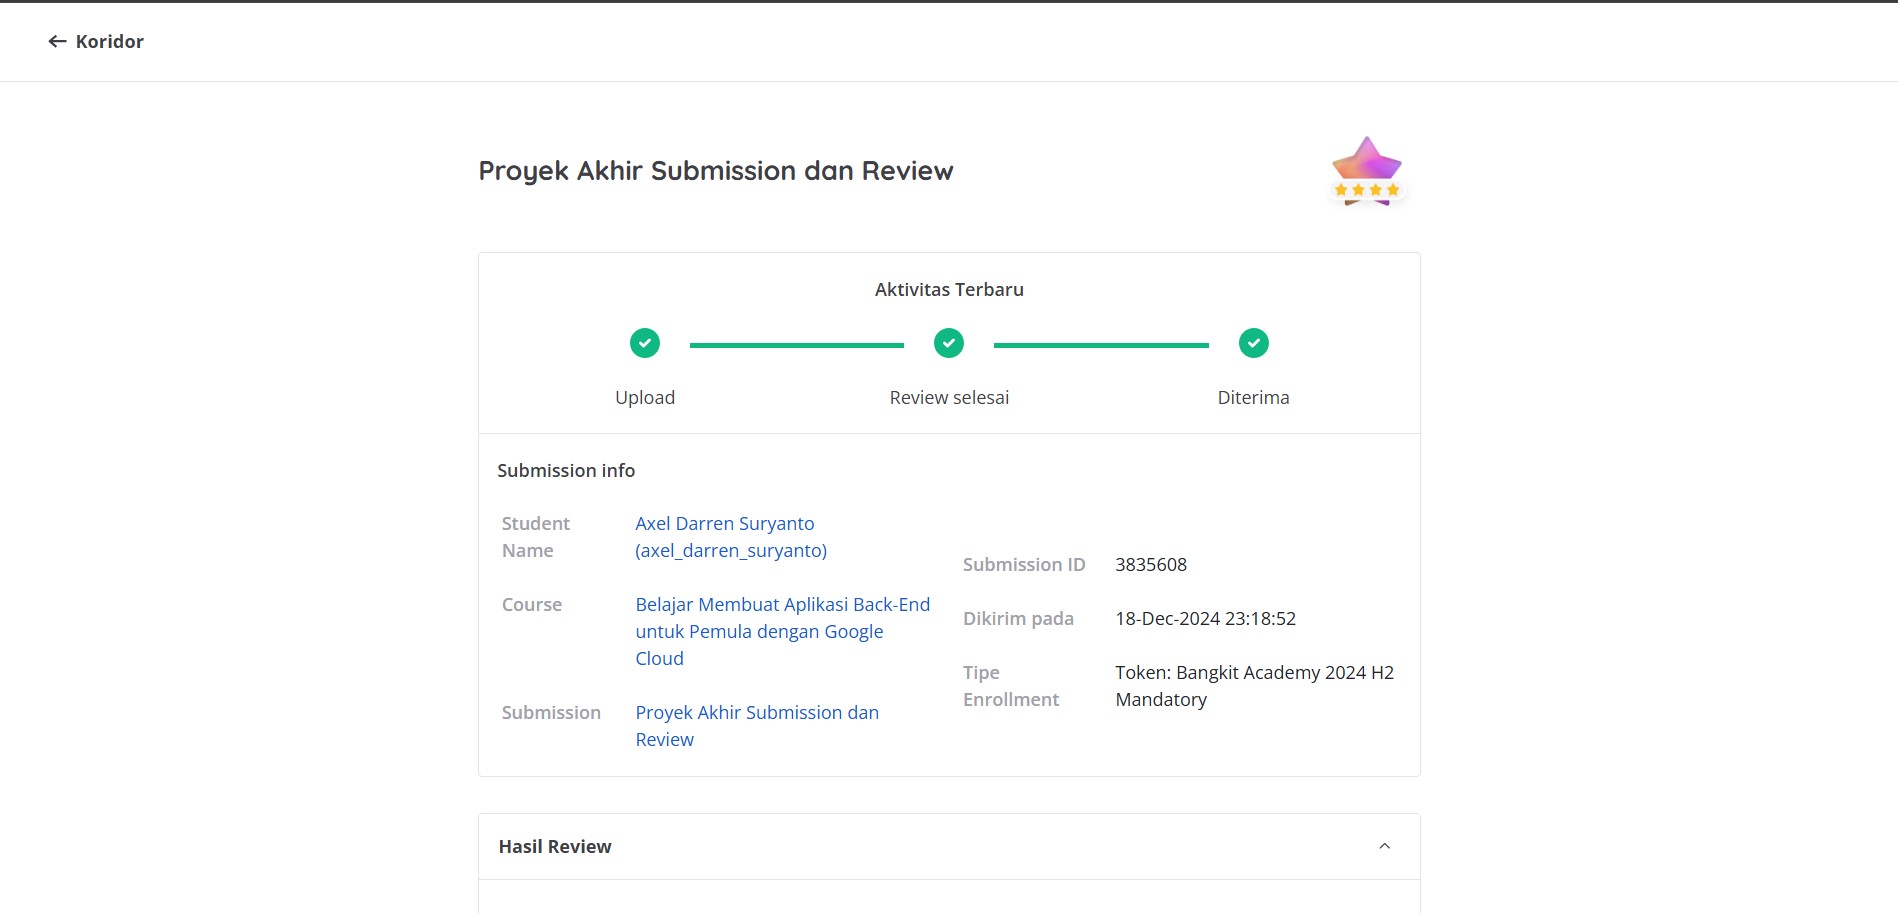 Koridor
Proyek Akhir Submission dan Review
Aktivitas Terbaru
Upload
Review selesai
Diterima
Submission info
Student
Name
Axel Darren Suryanto
(axel_darren_suryanto)
Course
Belajar Membuat Aplikasi Back-End
untuk Pemula dengan Google
Cloud
Submission
Proyek Akhir Submission dan
Review
Submission ID
3835608
Dikirim pada
18-Dec-2024 23:18:52
Tipe
Enrollment
Token: Bangkit Academy 2024 H2
Mandatory
Hasil Review